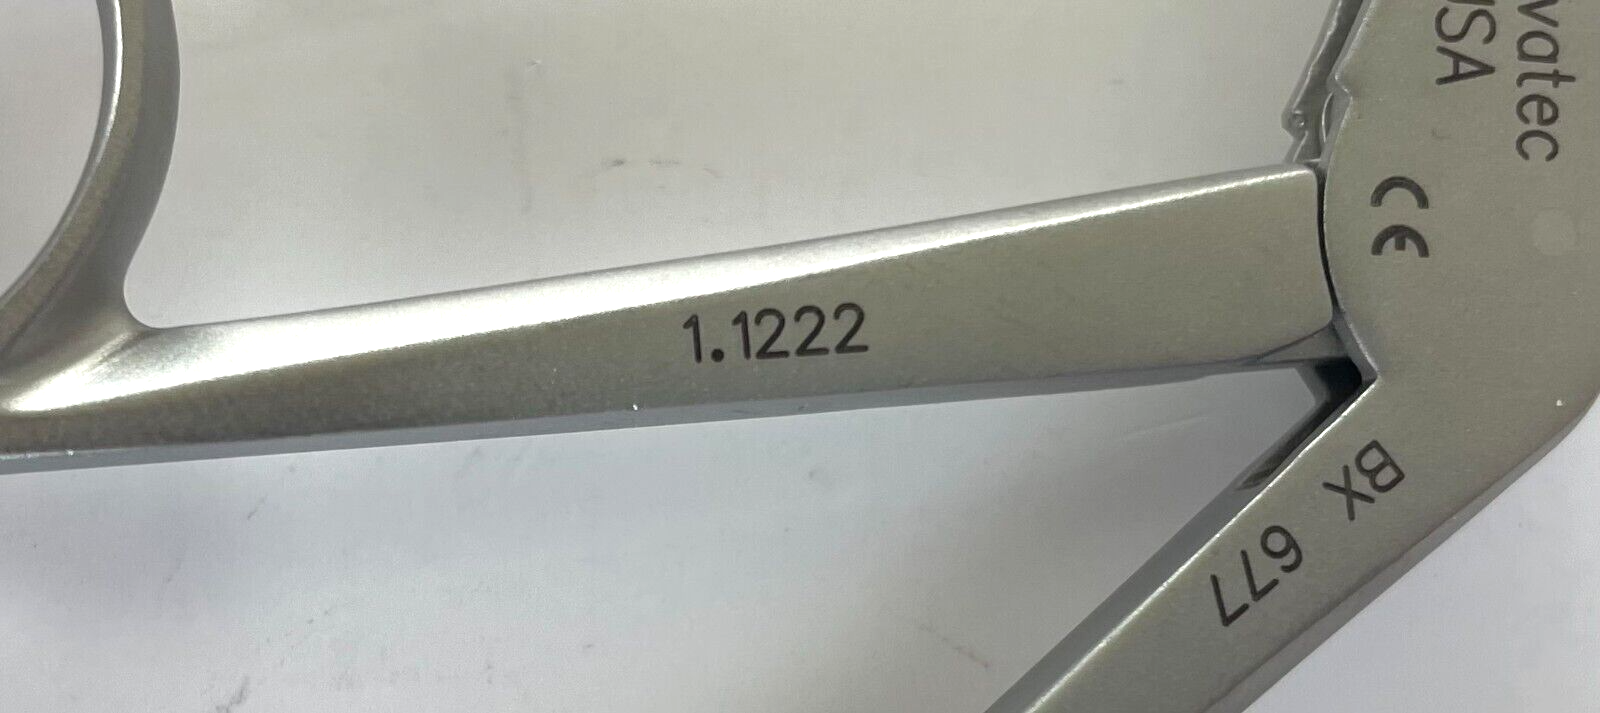 vatec
USA
CE
1.1222
BX 677